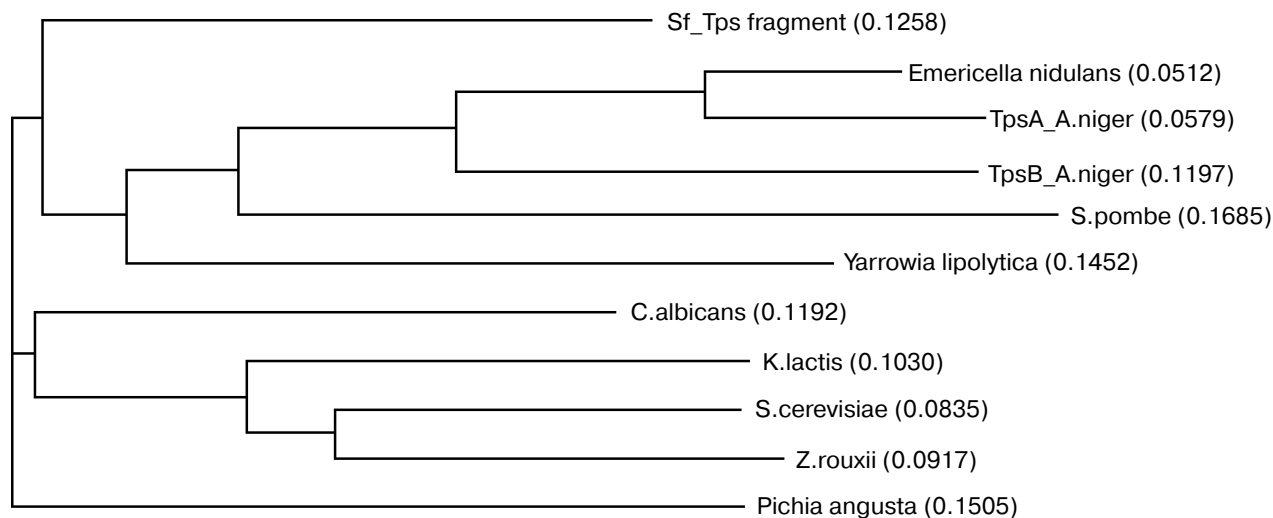 Sf_Tps fragment (0.1258)
Emericella nidulans (0.0512)
TpsA_A.niger (0.0579)
TpsB_A.niger (0.1197)
S.pombe (0.1685)
Yarrowia lipolytica (0.1452)
C.albicans (0.1192)
K.lactis (0.1030)
S.cerevisiae (0.0835)
Z.rouxii (0.0917)
Pichia angusta (0.1505)